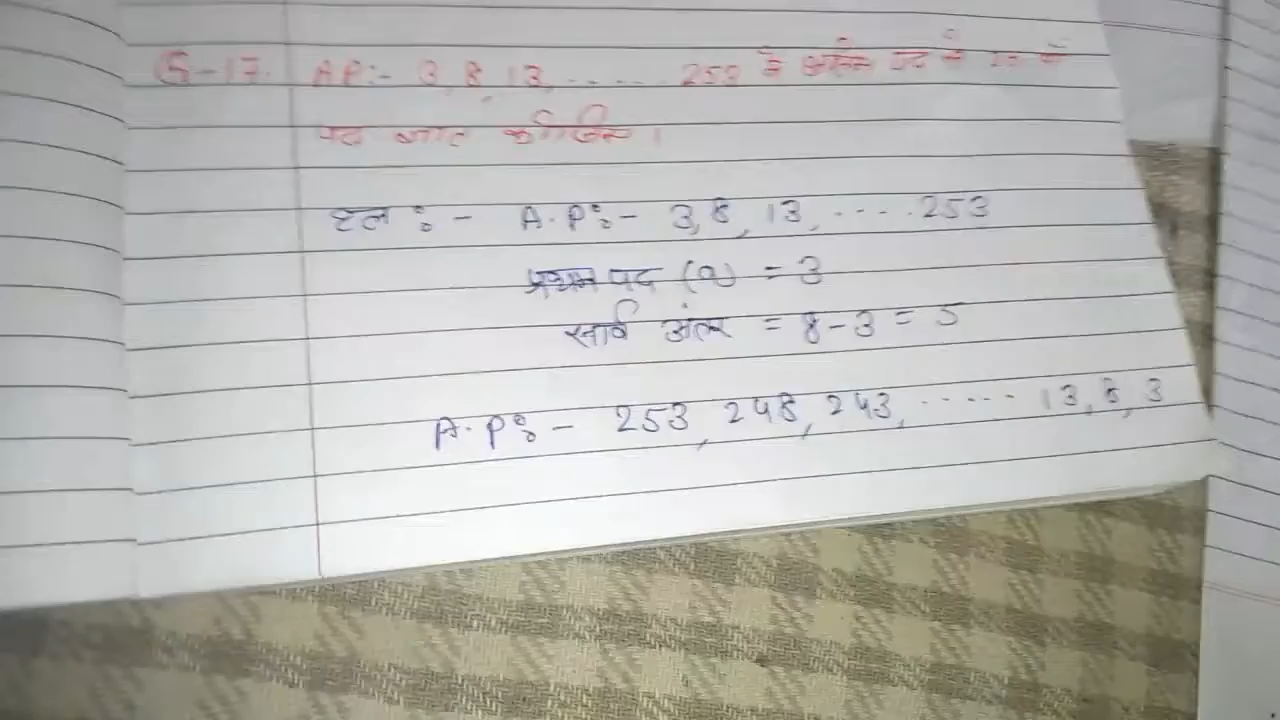 Q-17. AP:- 3, 8, 13, ..... 253 के अंतिम पद से
पद ज्ञात कीजिए।
हल :- A.P:- 3, 8, 13, .... 253
प्रथम पद (a) = 3
सार्व अंतर = 8 - 3 = 5
A.P:- 253, 248, 243, ..... 13, 8, 3